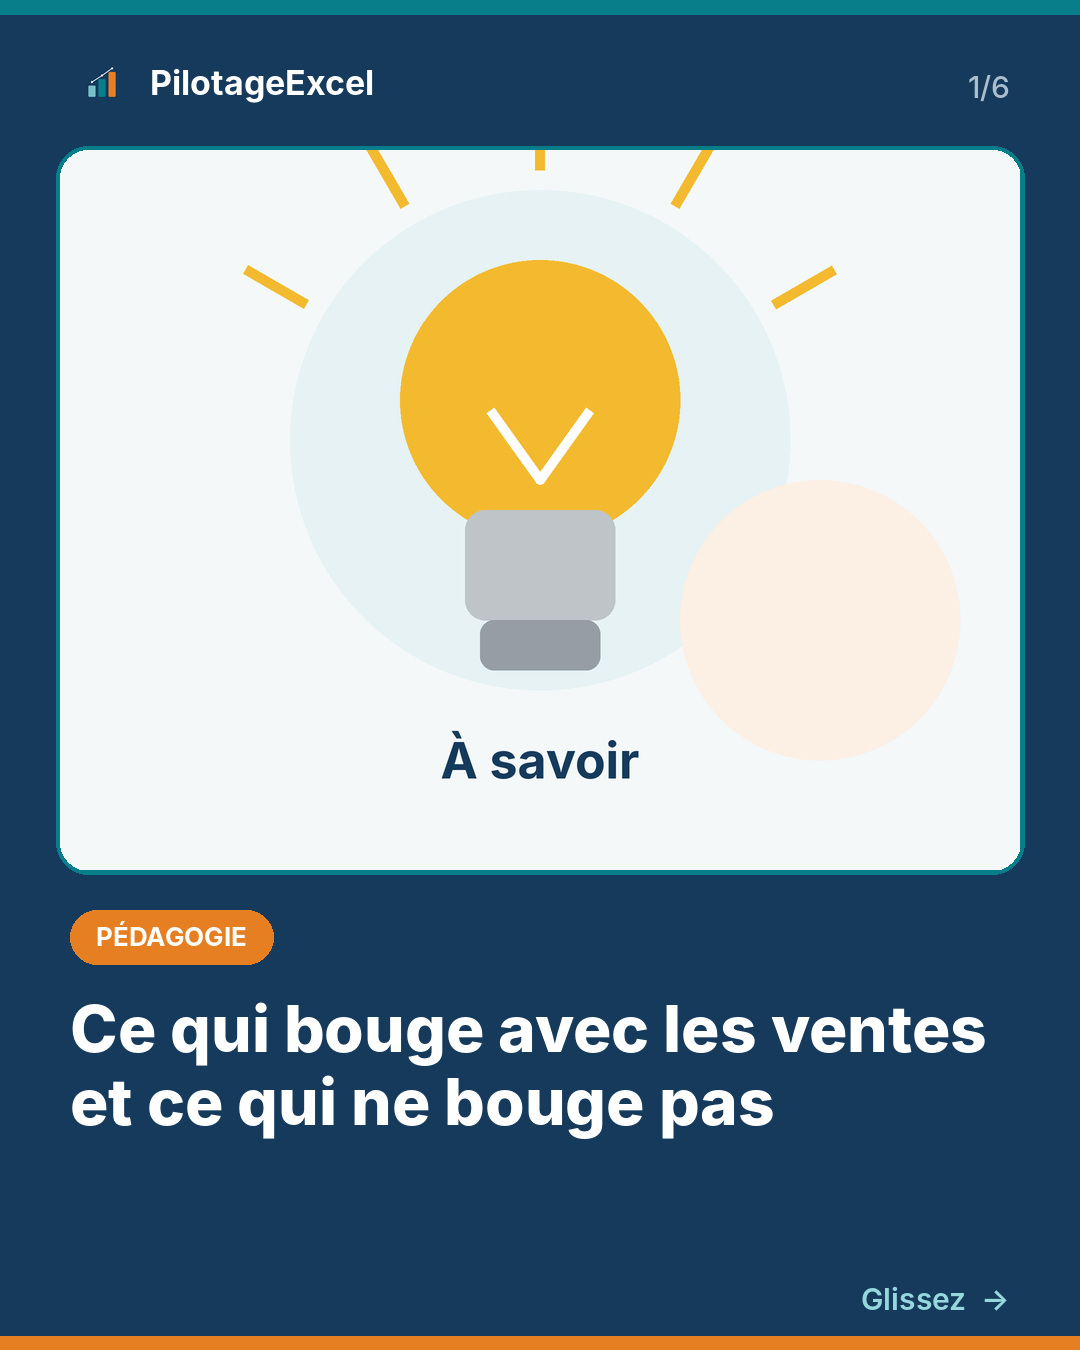 PilotageExcel
1/6
À savoir
PÉDAGOGIE
Ce qui bouge avec les ventes
et ce qui ne bouge pas
Glissez →